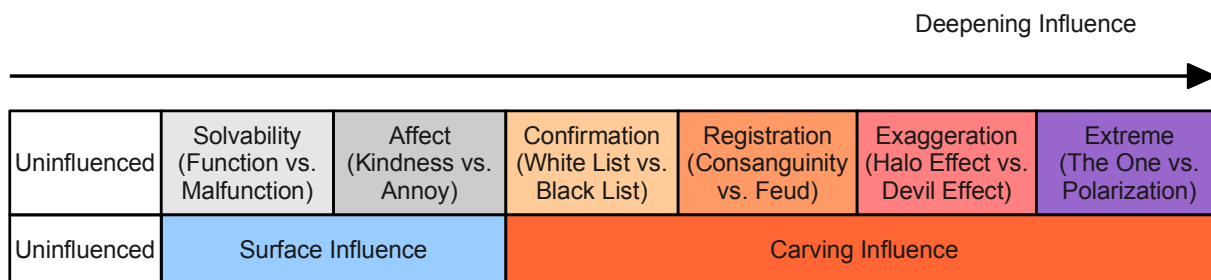 Deepening Influence
Uninfluenced
Solvability
(Function vs.
Malfunction)
Affect
(Kindness vs.
Annoy)
Confirmation
(White List vs.
Black List)
Registration
(Consanguinity
vs. Feud)
Exaggeration
(Halo Effect vs.
Devil Effect)
Extreme
(The One vs.
Polarization)
Uninfluenced
Surface Influence
Carving Influence